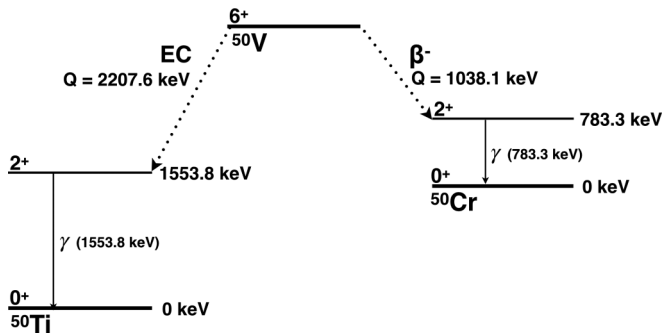 6⁺
⁵⁰V
EC
Q = 2207.6 keV
β⁻
Q = 1038.1 keV
2⁺
783.3 keV
γ (783.3 keV)
0⁺
0 keV
⁵⁰Cr
2⁺
1553.8 keV
γ (1553.8 keV)
0⁺
0 keV
⁵⁰Ti